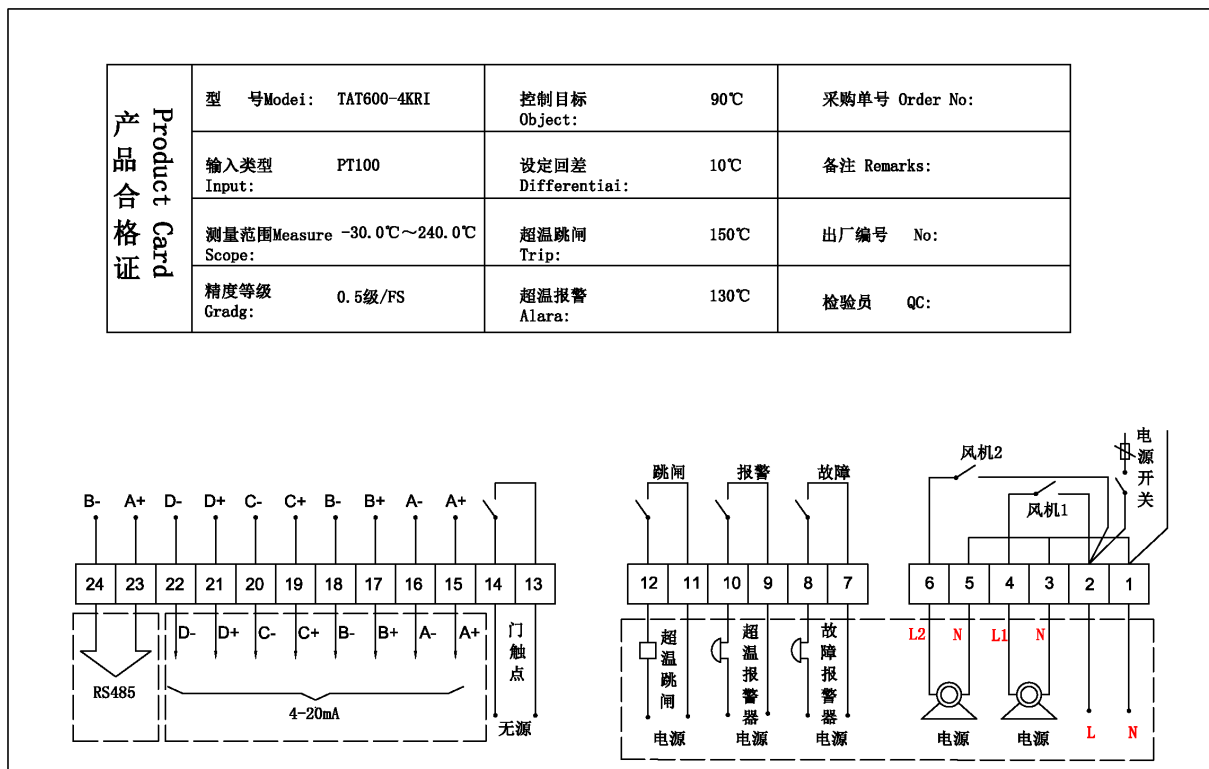 产品合格证
Product Card
型 号Modei: TAT600-4KRI
控制目标 90℃
Object:
采购单号 Order No:
输入类型 PT100
Input:
设定回差 10℃
Differentiai:
备注 Remarks:
测量范围Measure -30.0℃～240.0℃
Scope:
超温跳闸 150℃
Trip:
出厂编号 No:
精度等级 0.5级/FS
Gradg:
超温报警 130℃
Alara:
检验员 QC:
B- A+ D- D+ C- C+ B- B+ A- A+
跳闸 报警 故障
风机2
风机1
电源开关
24 23 22 21 20 19 18 17 16 15 14 13
12 11 10 9 8 7
6 5 4 3 2 1
D- D+ C- C+ B- B+ A- A+
门触点
RS485
4-20mA
无源
超温跳闸
超温报警器
故障报警器
电源 电源 电源
L2 N L1 N
电源 电源 L N